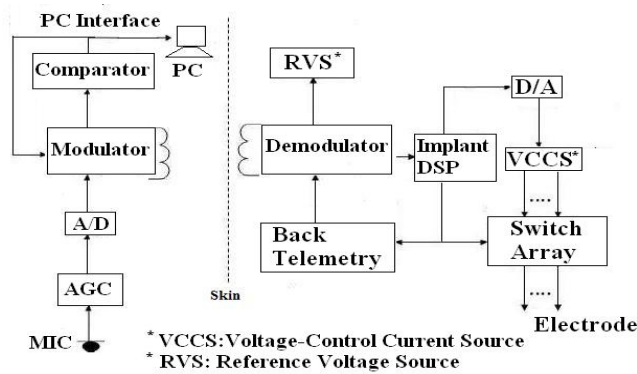 PC Interface
Comparator
PC
Modulator
A/D
AGC
MIC
Skin
RVS*
Demodulator
Implant
DSP
D/A
VCCS*
....
Back
Telemetry
Switch
Array
....
Electrode
* VCCS:Voltage-Control Current Source
* RVS: Reference Voltage Source